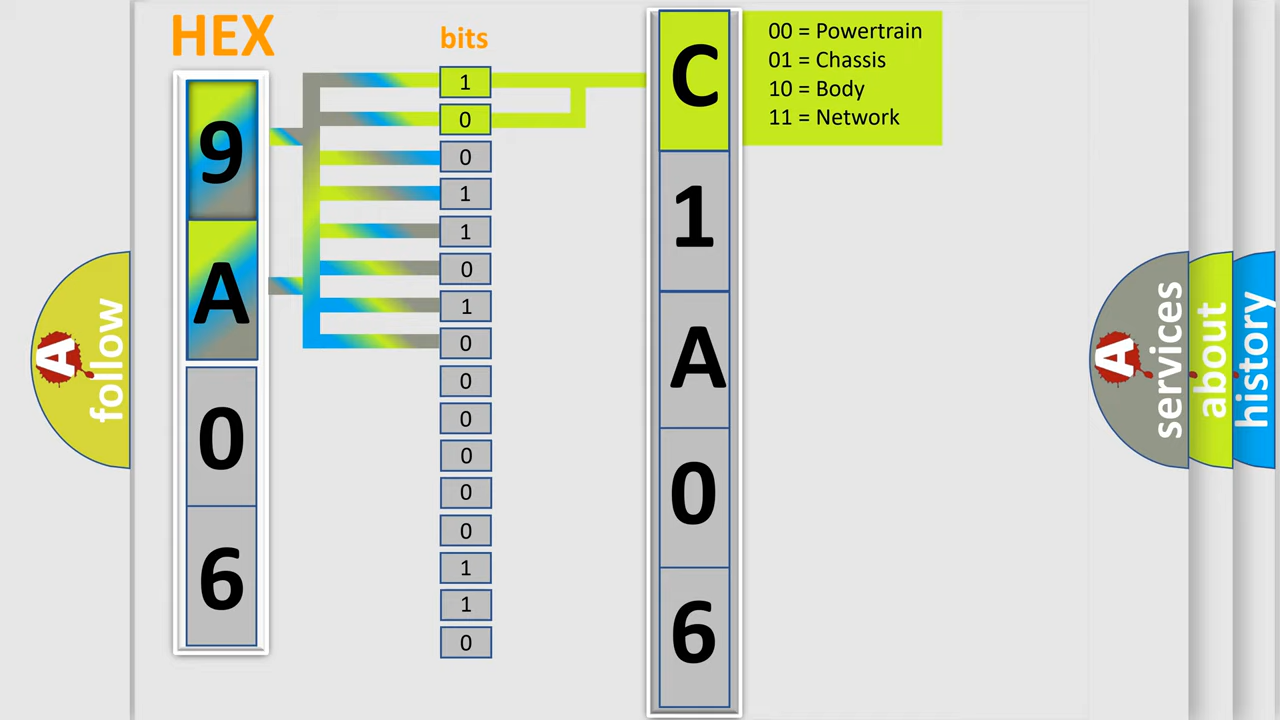 HEX
9
A
0
6
bits
1
0
0
1
1
0
1
0
0
0
0
0
0
1
1
0
C
1
A
0
6
00 = Powertrain
01 = Chassis
10 = Body
11 = Network
A
follow
A
services
about
history